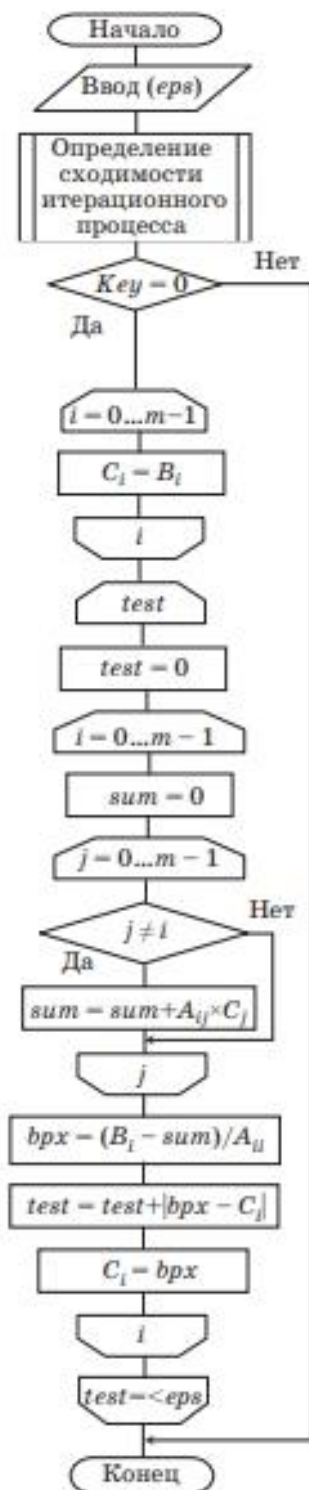 Начало
Ввод (eps)
Определение
сходимости
итерационного
процесса
Key = 0
Нет
Да
i = 0...m−1
C_i = B_i
i
test
test = 0
i = 0...m − 1
sum = 0
j = 0...m − 1
j ≠ i
Нет
Да
sum = sum+A_ij×C_j
j
bpx = (B_i − sum)/A_ii
test = test+|bpx − C_i|
C_i = bpx
i
test=<eps
Конец